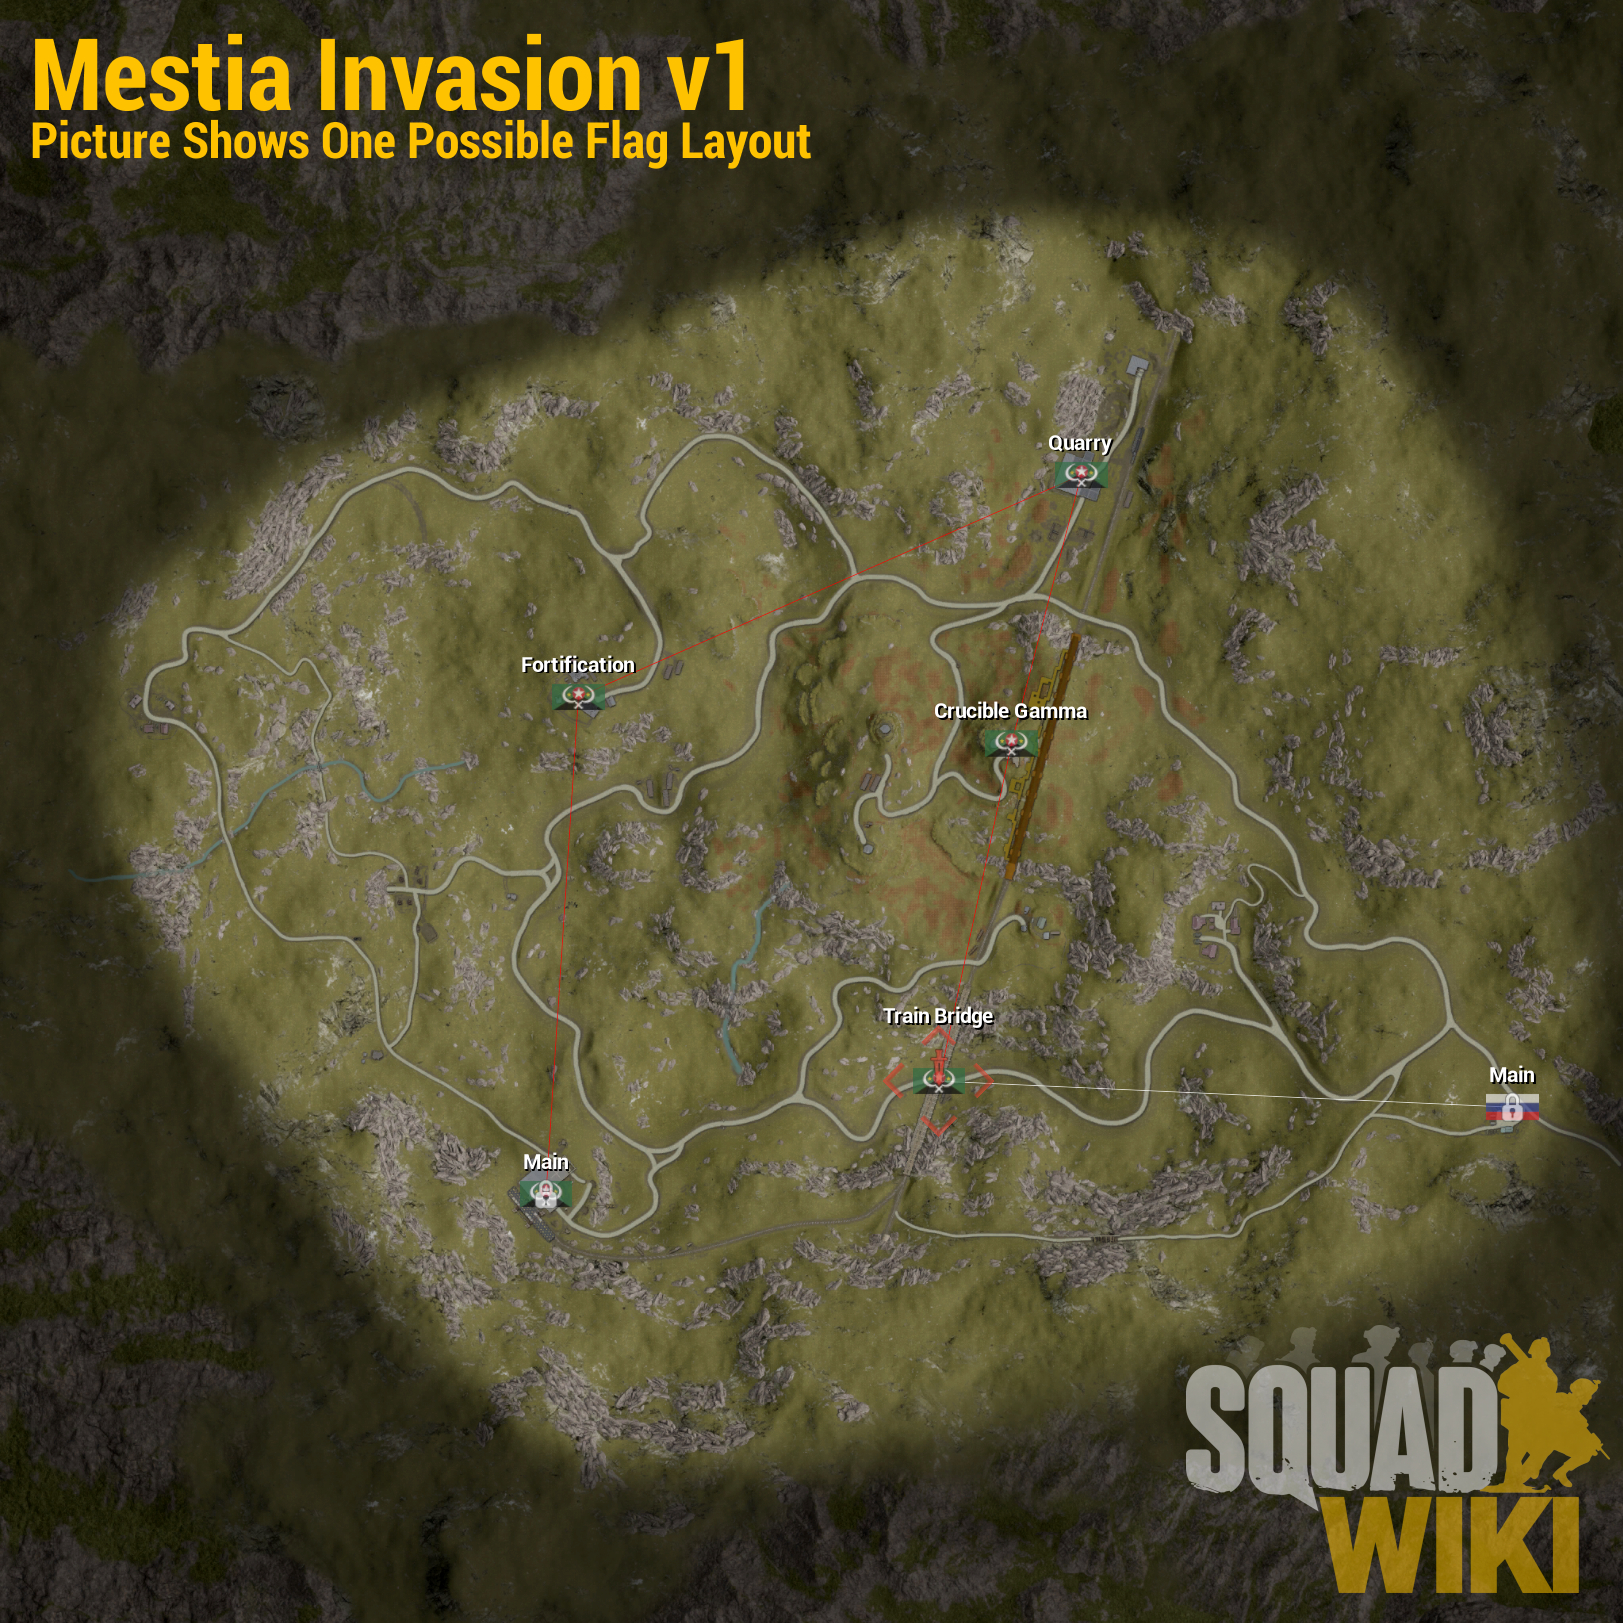 Mestia Invasion v1
Picture Shows One Possible Flag Layout
Quarry
Fortification
Crucible Gamma
Train Bridge
Main
Main
SQUAD
WIKI